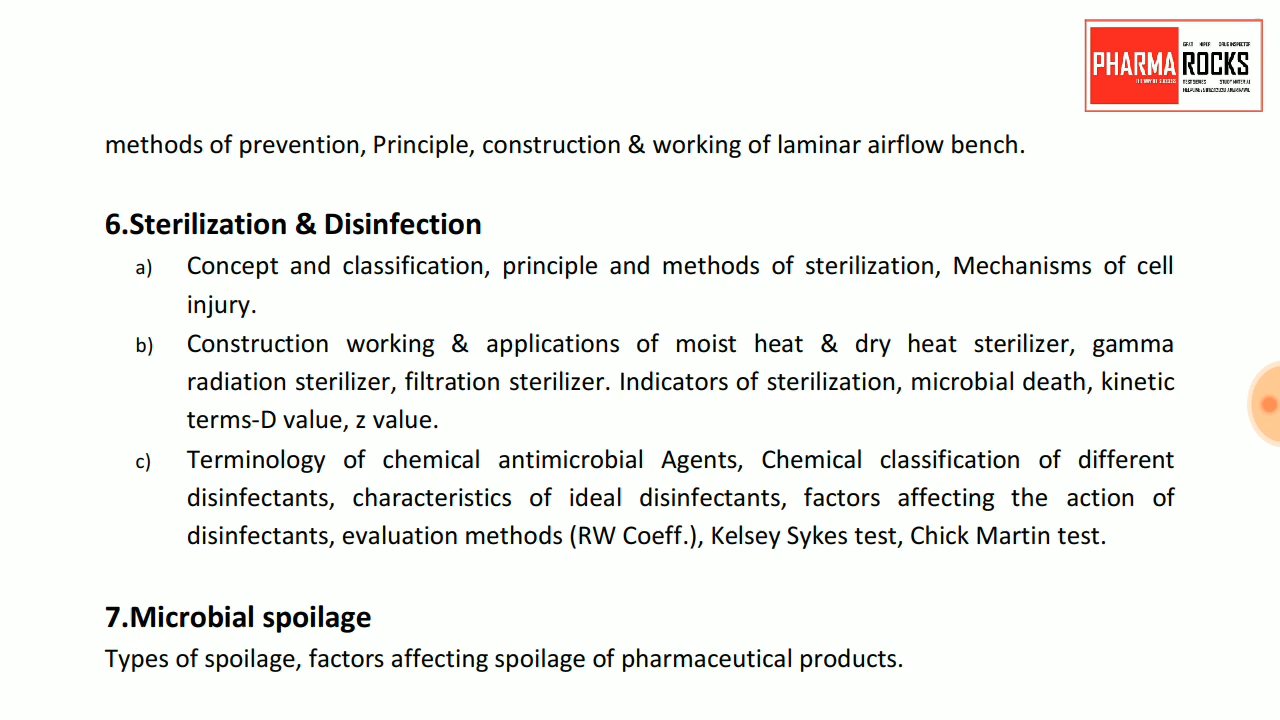 PHARMA ROCKS
methods of prevention, Principle, construction & working of laminar airflow bench.
6.Sterilization & Disinfection
a) Concept and classification, principle and methods of sterilization, Mechanisms of cell
injury.
b) Construction working & applications of moist heat & dry heat sterilizer, gamma
radiation sterilizer, filtration sterilizer. Indicators of sterilization, microbial death, kinetic
terms-D value, z value.
c) Terminology of chemical antimicrobial Agents, Chemical classification of different
disinfectants, characteristics of ideal disinfectants, factors affecting the action of
disinfectants, evaluation methods (RW Coeff.), Kelsey Sykes test, Chick Martin test.
7.Microbial spoilage
Types of spoilage, factors affecting spoilage of pharmaceutical products.